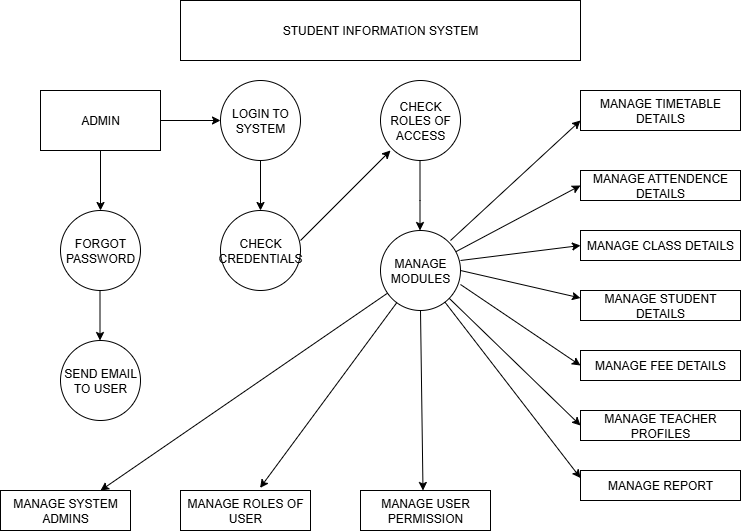 STUDENT INFORMATION SYSTEM
ADMIN
LOGIN TO
SYSTEM
CHECK
ROLES OF
ACCESS
MANAGE TIMETABLE
DETAILS
MANAGE ATTENDENCE
DETAILS
FORGOT
PASSWORD
CHECK
CREDENTIALS
MANAGE
MODULES
MANAGE CLASS DETAILS
MANAGE STUDENT
DETAILS
SEND EMAIL
TO USER
MANAGE FEE DETAILS
MANAGE TEACHER
PROFILES
MANAGE REPORT
MANAGE SYSTEM
ADMINS
MANAGE ROLES OF
USER
MANAGE USER
PERMISSION